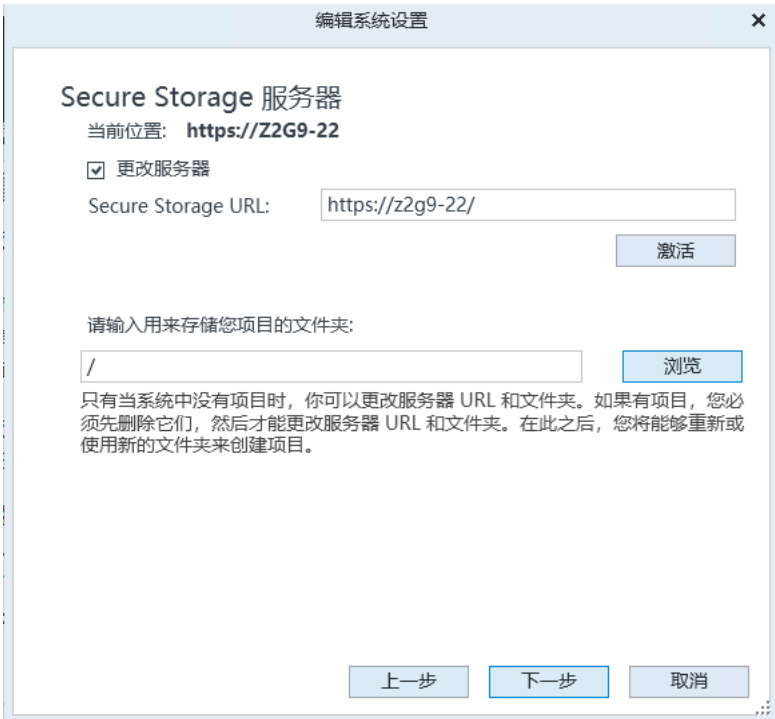 编辑系统设置
Secure Storage 服务器
当前位置: https://Z2G9-22
更改服务器
Secure Storage URL: https://z2g9-22/
激活
请输入用来存储您项目的文件夹:
/ 浏览
只有当系统中没有项目时，你可以更改服务器 URL 和文件夹。如果有项目，您必
须先删除它们，然后才能更改服务器 URL 和文件夹。在此之后，您将能够重新或
使用新的文件夹来创建项目。
上一步 下一步 取消